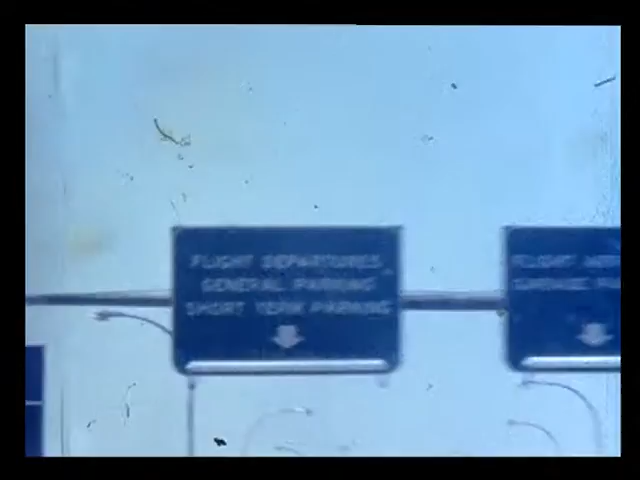 FLIGHT DEPARTURES
GENERAL PARKING
SHORT TERM PARKING
FLIGHT